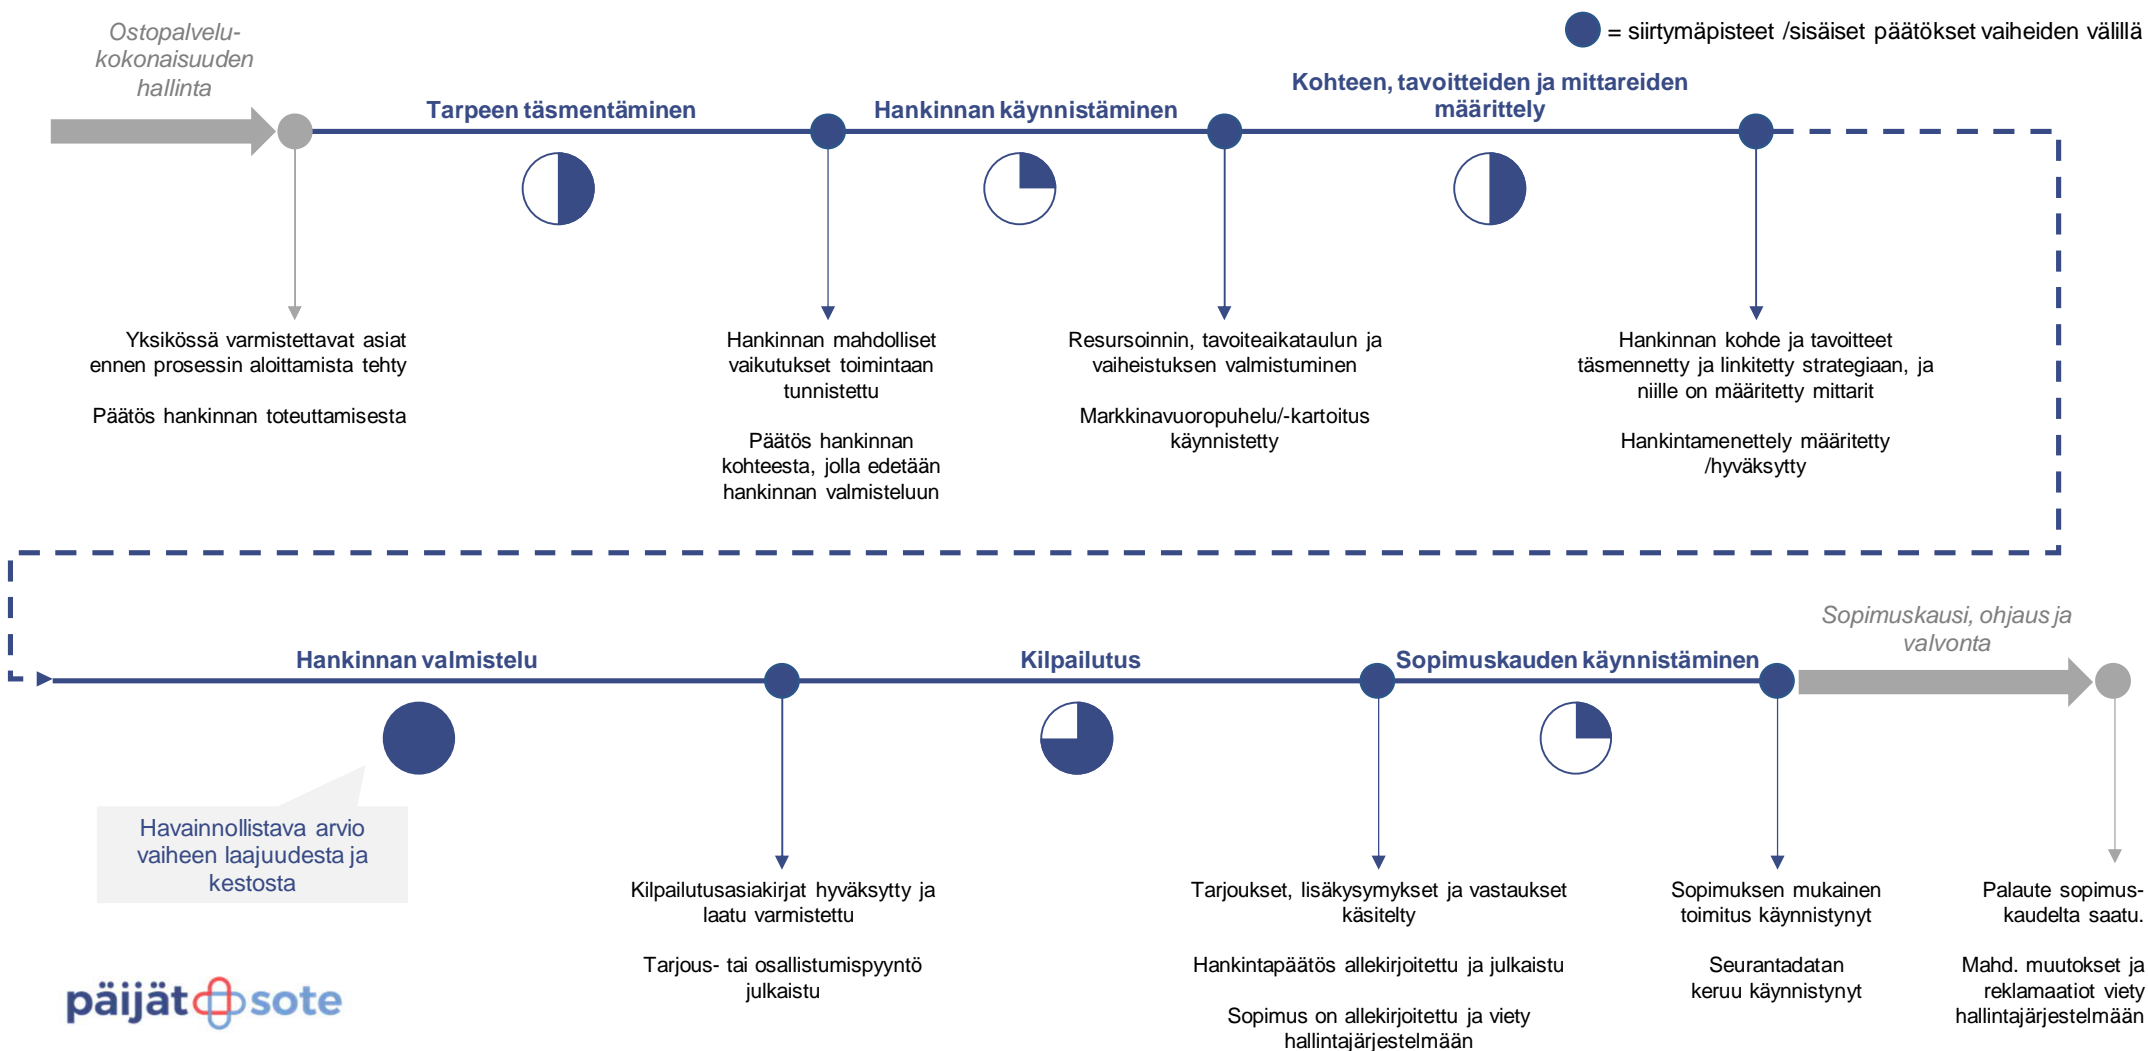 Ostopalvelu-
kokonaisuuden
hallinta
= siirtymäpisteet /sisäiset päätökset vaiheiden välillä
Tarpeen täsmentäminen
Hankinnan käynnistäminen
Kohteen, tavoitteiden ja mittareiden
määrittely
Yksikössä varmistettavat asiat
ennen prosessin aloittamista tehty
Päätös hankinnan toteuttamisesta
Hankinnan mahdolliset
vaikutukset toimintaan
tunnistettu
Päätös hankinnan
kohteesta, jolla edetään
hankinnan valmisteluun
Resursoinnin, tavoiteaikataulun ja
vaiheistuksen valmistuminen
Markkinavuoropuhelu/-kartoitus
käynnistetty
Hankinnan kohde ja tavoitteet
täsmennetty ja linkitetty strategiaan, ja
niille on määritetty mittarit
Hankintamenettely määritetty
/hyväksytty
Hankinnan valmistelu
Kilpailutus
Sopimuskauden käynnistäminen
Sopimuskausi, ohjaus ja
valvonta
Havainnollistava arvio
vaiheen laajuudesta ja
kestosta
Kilpailutusasiakirjat hyväksytty ja
laatu varmistettu
Tarjous- tai osallistumispyyntö
julkaistu
Tarjoukset, lisäkysymykset ja vastaukset
käsitelty
Hankintapäätös allekirjoitettu ja julkaistu
Sopimus on allekirjoitettu ja viety
hallintajärjestelmään
Sopimuksen mukainen
toimitus käynnistynyt
Seurantadatan
keruu käynnistynyt
Palaute sopimus-
kaudelta saatu.
Mahd. muutokset ja
reklamaatiot viety
hallintajärjestelmään
päijät sote